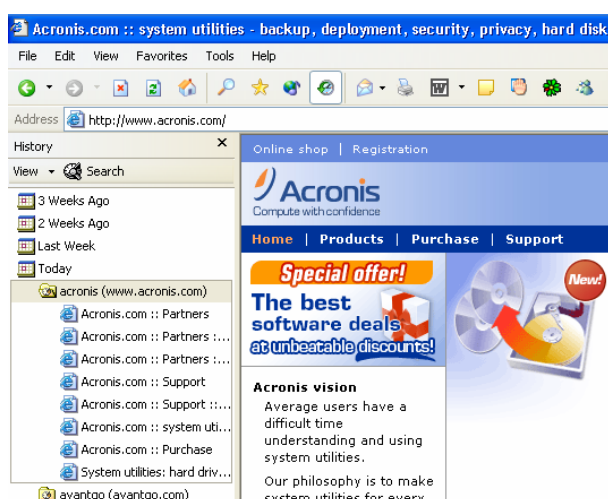 Acronis.com :: system utilities - backup, deployment, security, privacy, hard disk
File Edit View Favorites Tools Help
Address http://www.acronis.com/
History
View Search
3 Weeks Ago
2 Weeks Ago
Last Week
Today
acronis (www.acronis.com)
Acronis.com :: Partners
Acronis.com :: Partners :...
Acronis.com :: Partners :...
Acronis.com :: Support
Acronis.com :: Support ::...
Acronis.com :: system uti...
Acronis.com :: Purchase
System utilities: hard driv...
avantgo (avantgo.com)
Online shop | Registration
Acronis
Compute with confidence
Home | Products | Purchase | Support
Special offer!
The best
software deals
at unbeatable discounts!
New!
Acronis vision
Average users have a
difficult time
understanding and using
system utilities.
Our philosophy is to make
system utilities for every